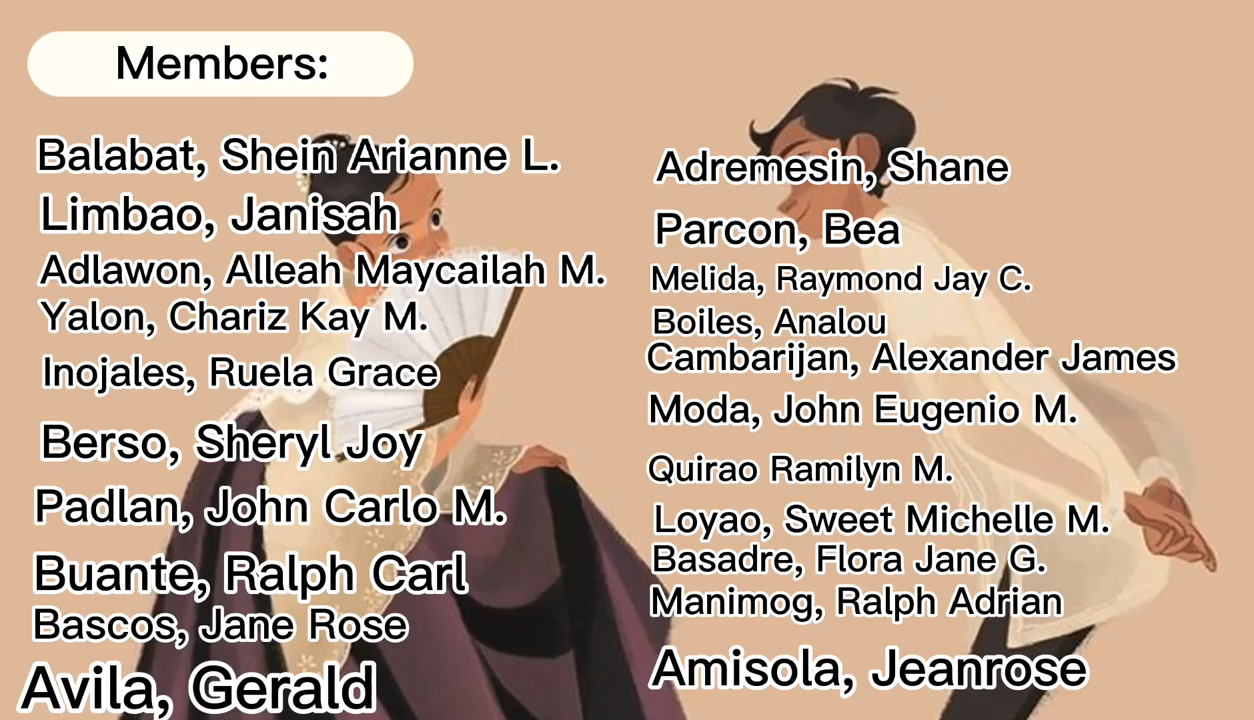 Members:
Balabat, Shein Arianne L.
Limbao, Janisah
Adlawon, Alleah Maycailah M.
Yalon, Chariz Kay M.
Inojales, Ruela Grace
Berso, Sheryl Joy
Padlan, John Carlo M.
Buante, Ralph Carl
Bascos, Jane Rose
Avila, Gerald
Adremesin, Shane
Parcon, Bea
Melida, Raymond Jay C.
Boiles, Analou
Cambarijan, Alexander James
Moda, John Eugenio M.
Quirao Ramilyn M.
Loyao, Sweet Michelle M.
Basadre, Flora Jane G.
Manimog, Ralph Adrian
Amisola, Jeanrose